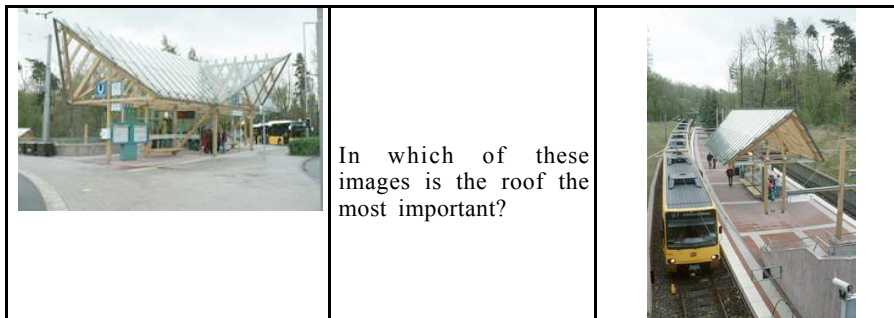 U
In which of these
images is the roof the
most important?